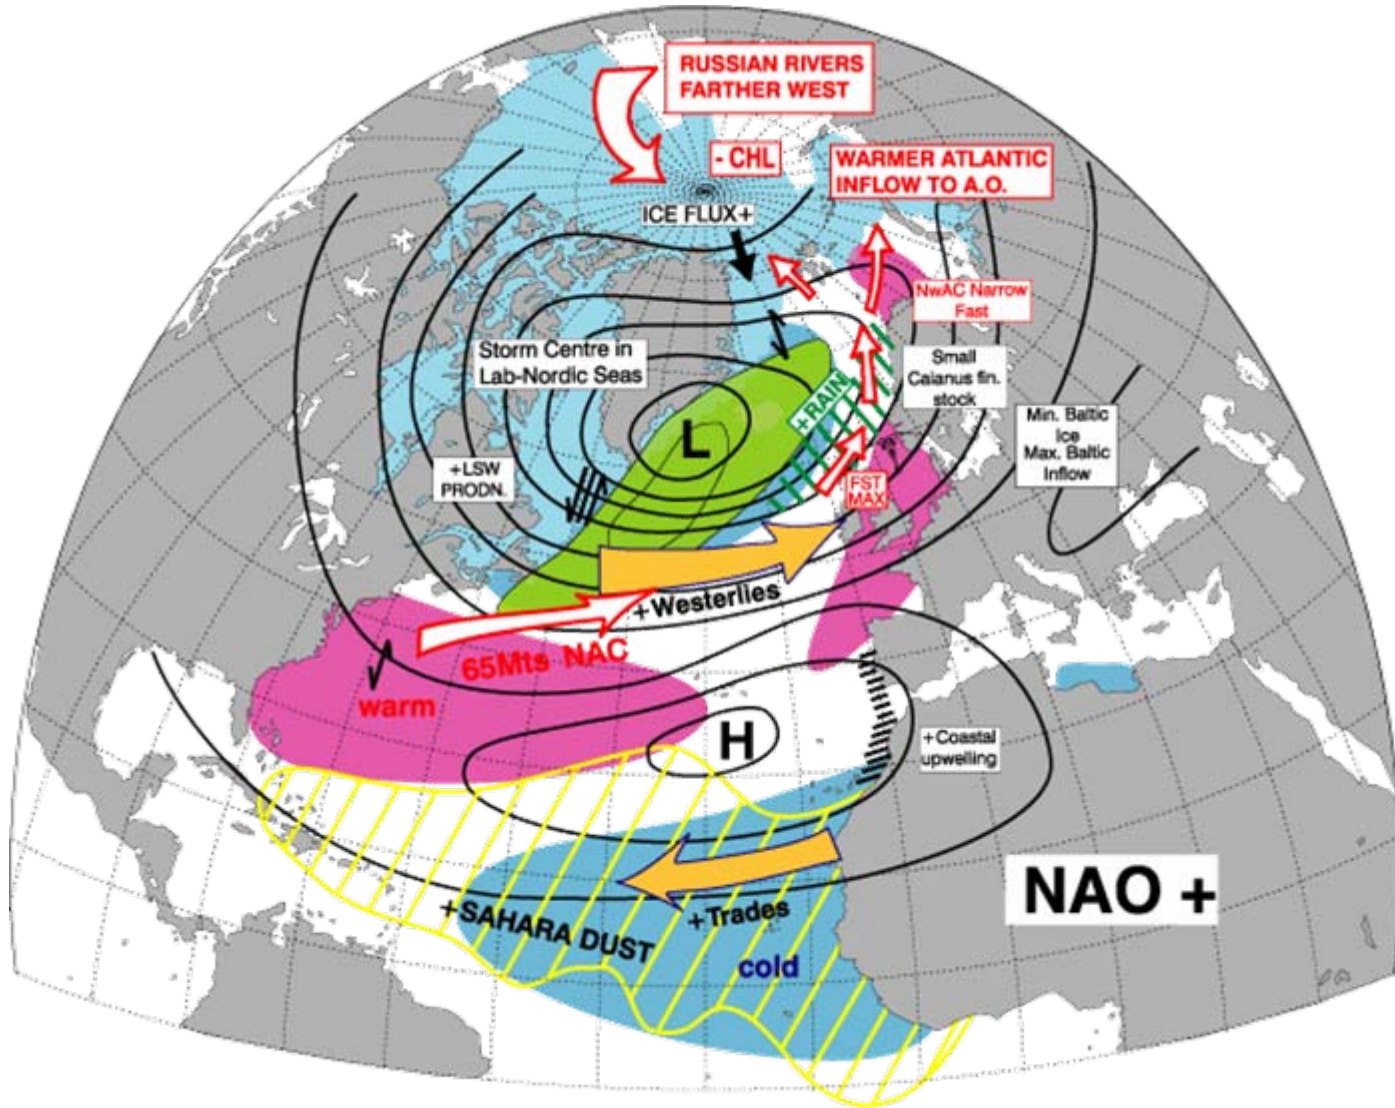 RUSSIAN RIVERS
FARTHER WEST
- CHL
WARMER ATLANTIC
INFLOW TO A.O.
ICE FLUX+
NwAC Narrow
Fast
Storm Centre in
Lab-Nordic Seas
Small
Calanus fin.
stock
+RAIN
L
Min. Baltic
Ice
Max. Baltic
Inflow
+LSW
PRODN.
FST
MAX
+Westerlies
65Mts NAC
warm
H
+Coastal
upwelling
NAO +
+SAHARA DUST
+Trades
cold